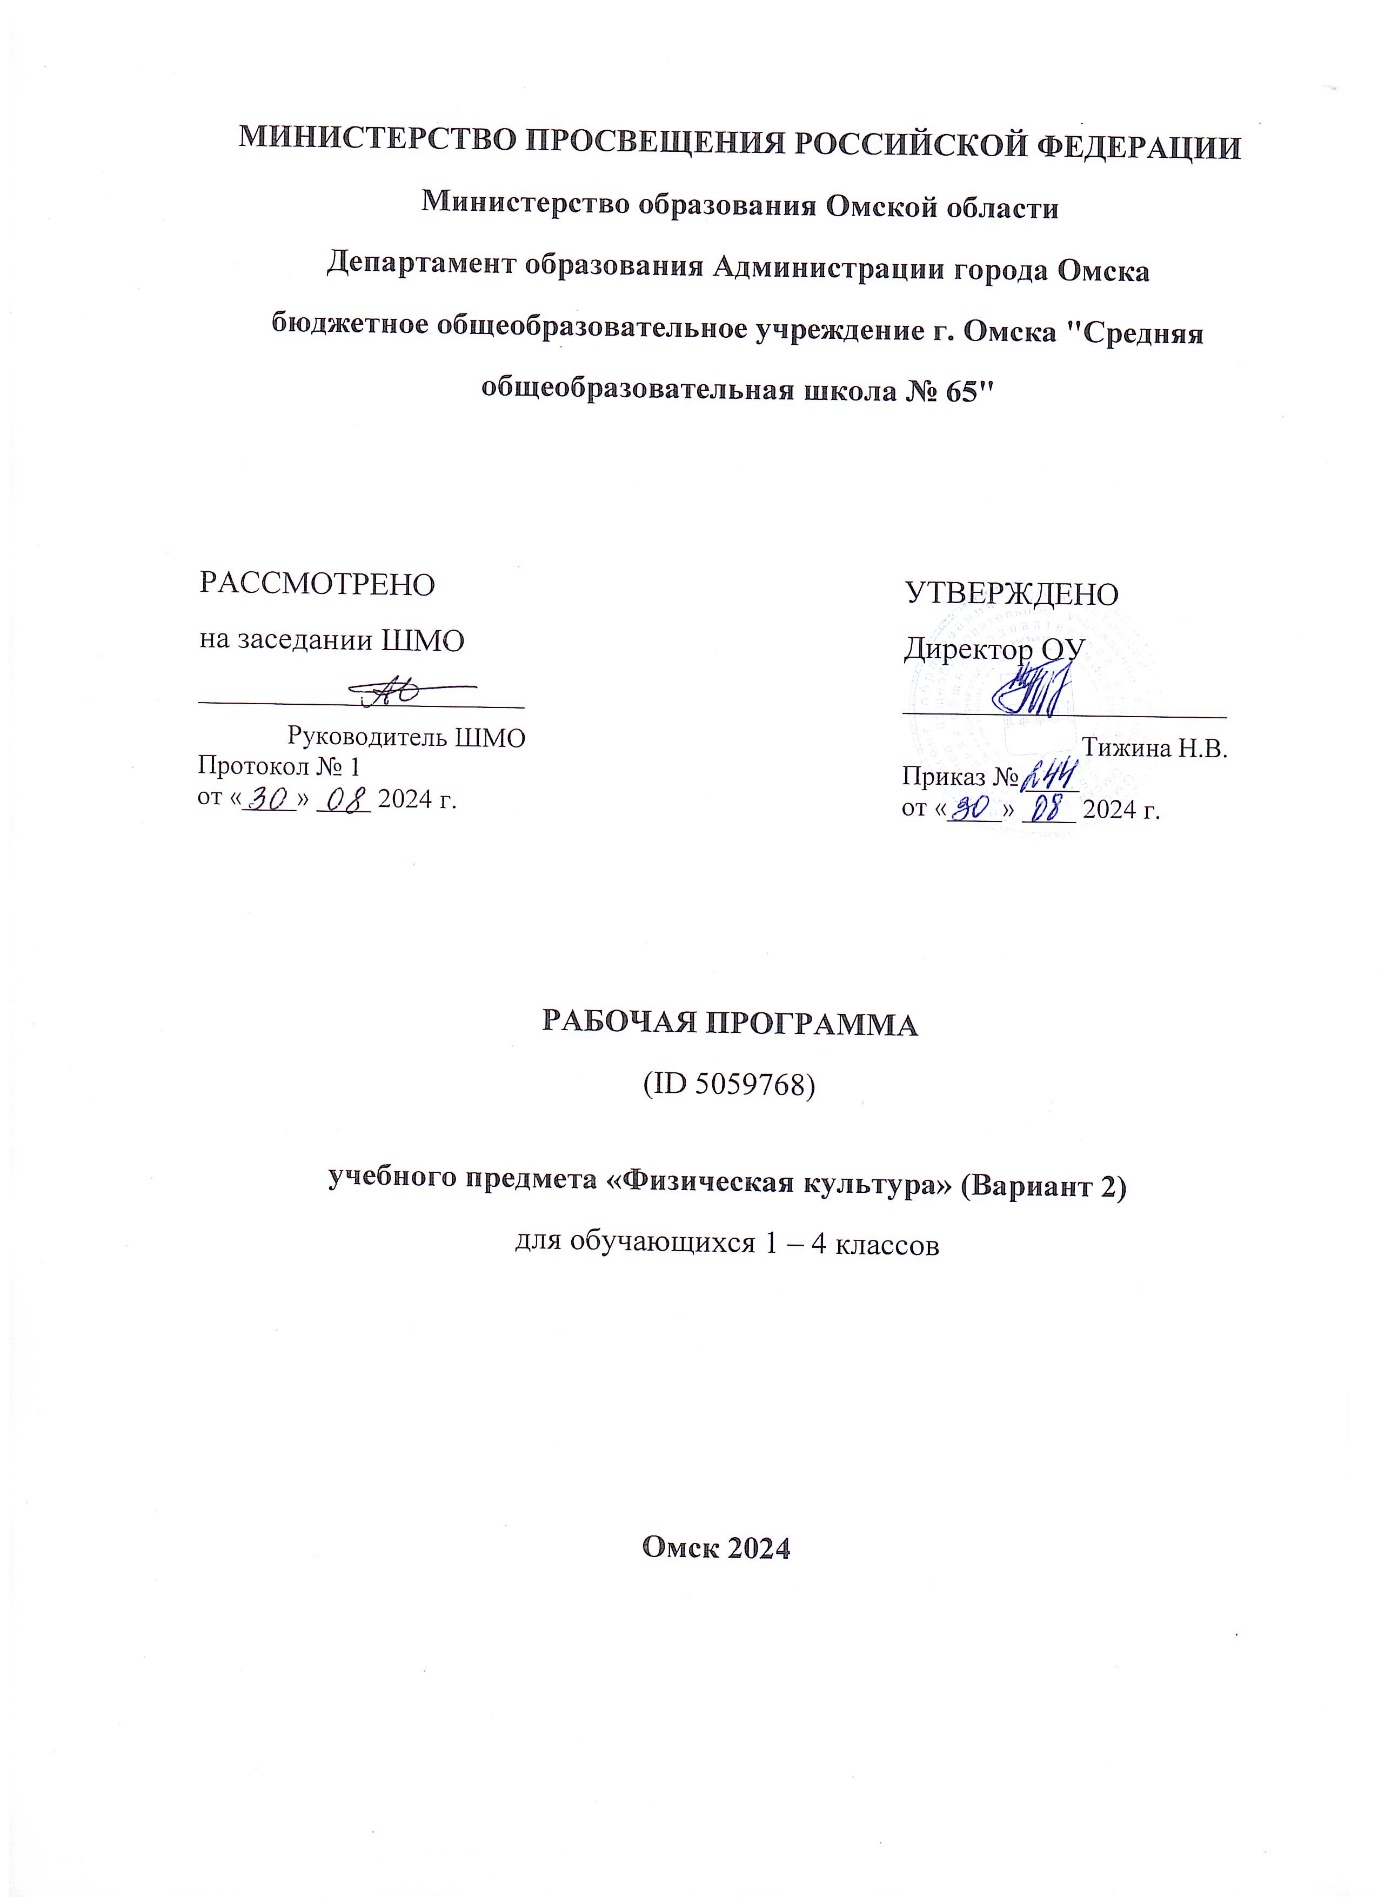 МИНИСТЕРСТВО ПРОСВЕЩЕНИЯ РОССИЙСКОЙ ФЕДЕРАЦИИ
Министерство образования Омской области
Департамент образования Администрации города Омска
бюджетное общеобразовательное учреждение г. Омска "Средняя
общеобразовательная школа № 65"
РАССМОТРЕНО
на заседании ШМО
Руководитель ШМО
Протокол № 1
от «30» 08 2024 г.
УТВЕРЖДЕНО
Директор ОУ
Тижина Н.В.
Приказ № 244
от «30» 08 2024 г.
РАБОЧАЯ ПРОГРАММА
(ID 5059768)
учебного предмета «Физическая культура» (Вариант 2)
для обучающихся 1 – 4 классов
Омск 2024